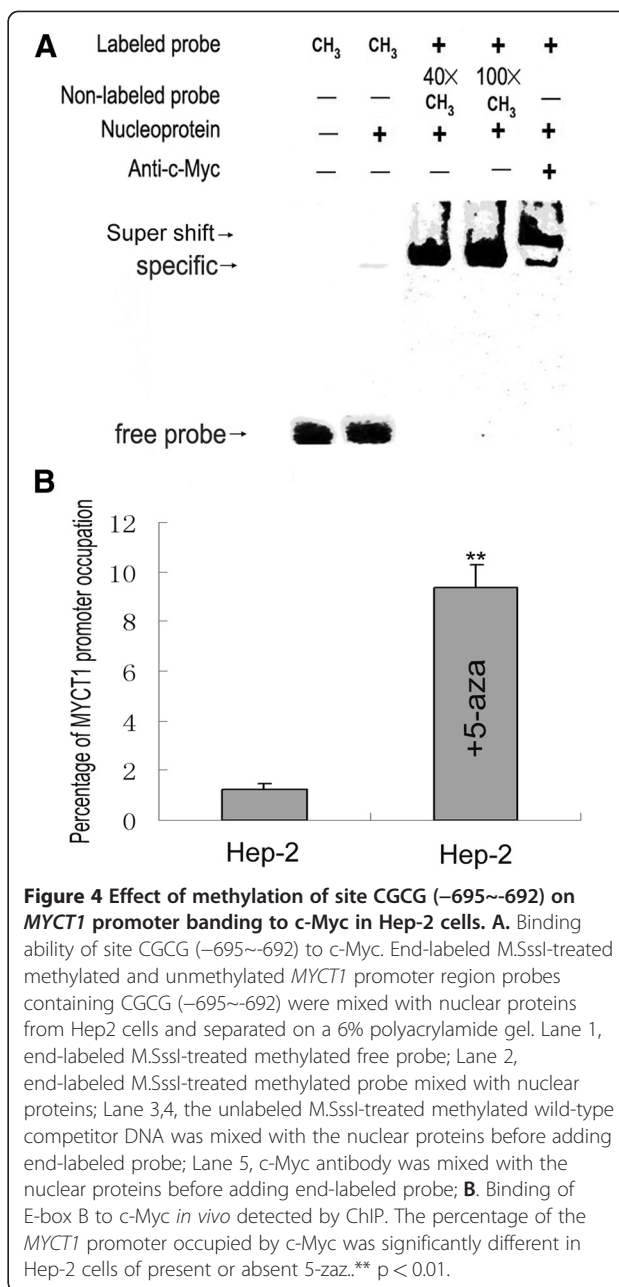 A
Labeled probe CH3 CH3 + + +
Non-labeled probe — — 40× CH3 100× CH3 —
Nucleoprotein — + + + +
Anti-c-Myc — — — — +
Super shift→
specific→
free probe→
B
Percentage of MYCT1 promoter occupation
12
10
8
6
4
2
0
**
+5-aza
Hep-2 Hep-2
Figure 4 Effect of methylation of site CGCG (−695~-692) on
MYCT1 promoter banding to c-Myc in Hep-2 cells. A. Binding
ability of site CGCG (−695~-692) to c-Myc. End-labeled M.SssI-treated
methylated and unmethylated MYCT1 promoter region probes
containing CGCG (−695~-692) were mixed with nuclear proteins
from Hep2 cells and separated on a 6% polyacrylamide gel. Lane 1,
end-labeled M.SssI-treated methylated free probe; Lane 2,
end-labeled M.SssI-treated methylated probe mixed with nuclear
proteins; Lane 3,4, the unlabeled M.SssI-treated methylated wild-type
competitor DNA was mixed with the nuclear proteins before adding
end-labeled probe; Lane 5, c-Myc antibody was mixed with the
nuclear proteins before adding end-labeled probe; B. Binding of
E-box B to c-Myc in vivo detected by ChIP. The percentage of the
MYCT1 promoter occupied by c-Myc was significantly different in
Hep-2 cells of present or absent 5-zaz..** p < 0.01.